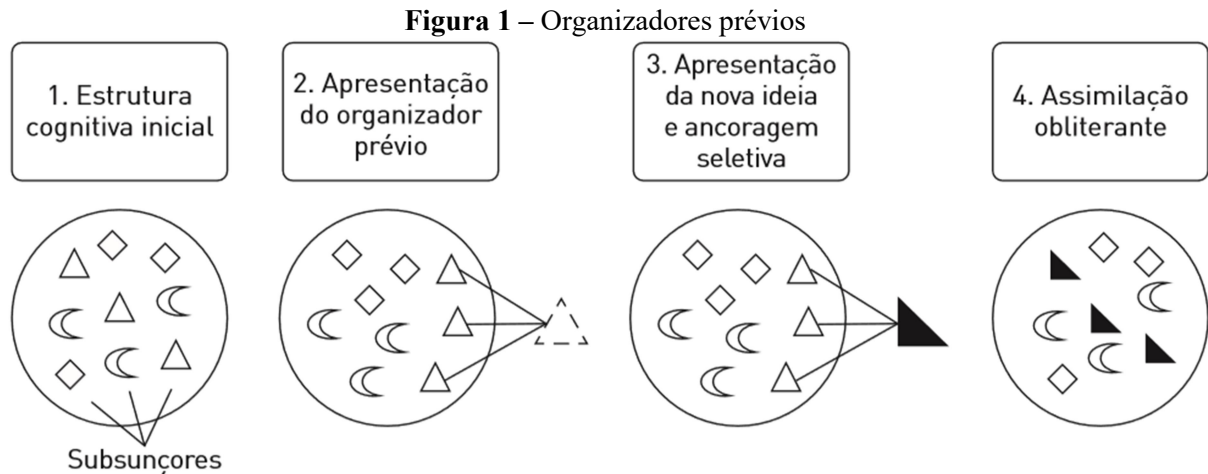 Figura 1 – Organizadores prévios
1. Estrutura
cognitiva inicial
2. Apresentação
do organizador
prévio
3. Apresentação
da nova ideia
e ancoragem
seletiva
4. Assimilação
obliterante
Subsunçores